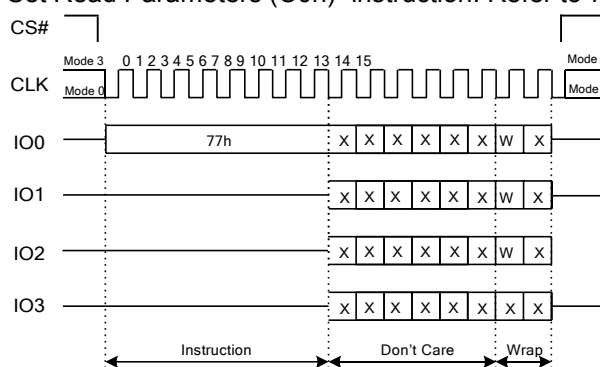 Set Read Parameters (C0h)" instruction. Refer to
CS#
Mode 3 0 1 2 3 4 5 6 7 8 9 10 11 12 13 14 15 Mode
CLK Mode 0 Mode
IO0 77h X X X X X X W X
IO1 X X X X X X W X
IO2 X X X X X X W X
IO3 X X X X X X X X
Instruction Don't Care Wrap